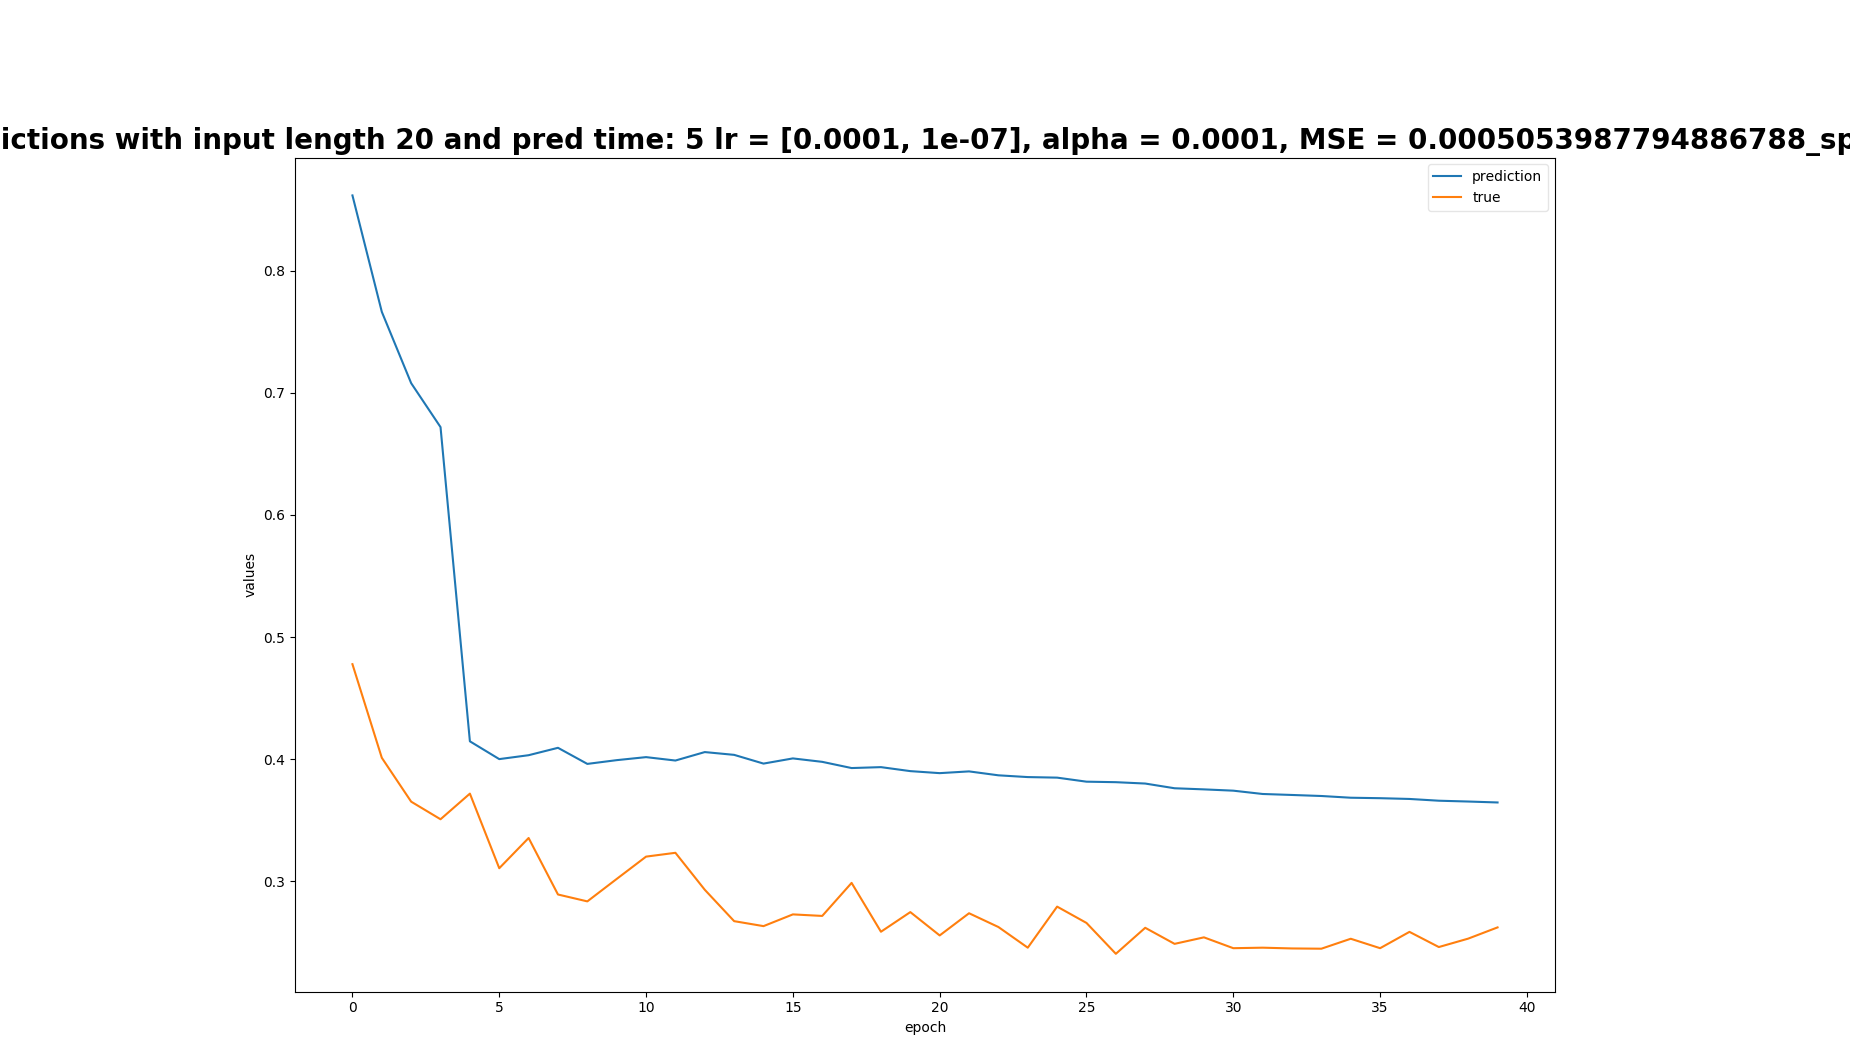 ictions with input length 20 and pred time: 5 lr = [0.0001, 1e-07], alpha = 0.0001, MSE = 0.0005053987794886788_sp
prediction
true
0.8
0.7
0.6
0.5
0.4
0.3
values
0 5 10 15 20 25 30 35 40
epoch